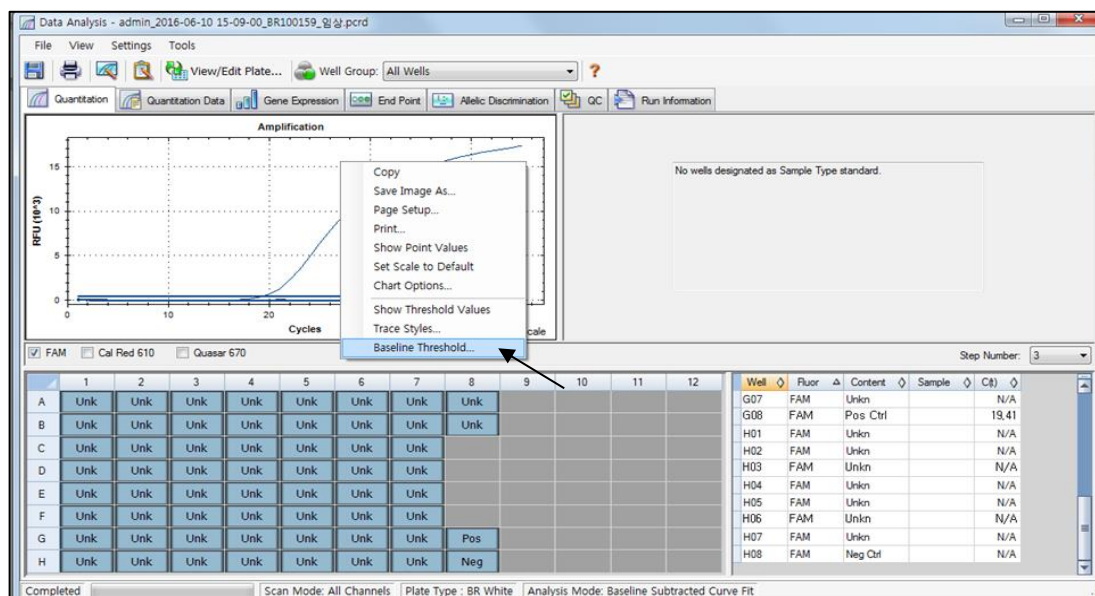 Data Analysis - admin_2016-06-10 15-09-00_BR100159_임상.pcrd
File View Settings Tools
View/Edit Plate... Well Group: All Wells ?
Quantitation Quantitation Data Gene Expression End Point Allelic Discrimination QC Run Information
Amplification
RFU (10^3)
15
10
5
0
0 10 20
Cycles
cale
Copy
Save Image As...
Page Setup...
Print...
Show Point Values
Set Scale to Default
Chart Options...
Show Threshold Values
Trace Styles...
Baseline Threshold...
No wells designated as Sample Type standard.
FAM Cal Red 610 Quasar 670 Step Number: 3
1 2 3 4 5 6 7 8 9 10 11 12
A Unk Unk Unk Unk Unk Unk Unk Unk
B Unk Unk Unk Unk Unk Unk Unk Unk
C Unk Unk Unk Unk Unk Unk Unk
D Unk Unk Unk Unk Unk Unk Unk
E Unk Unk Unk Unk Unk Unk Unk
F Unk Unk Unk Unk Unk Unk Unk
G Unk Unk Unk Unk Unk Unk Unk Pos
H Unk Unk Unk Unk Unk Unk Unk Neg
Well Fluor Content Sample C(t)
G07 FAM Unkn N/A
G08 FAM Pos Ctrl 19,41
H01 FAM Unkn N/A
H02 FAM Unkn N/A
H03 FAM Unkn N/A
H04 FAM Unkn N/A
H05 FAM Unkn N/A
H06 FAM Unkn N/A
H07 FAM Unkn N/A
H08 FAM Neg Ctrl N/A
Completed Scan Mode: All Channels Plate Type : BR White Analysis Mode: Baseline Subtracted Curve Fit